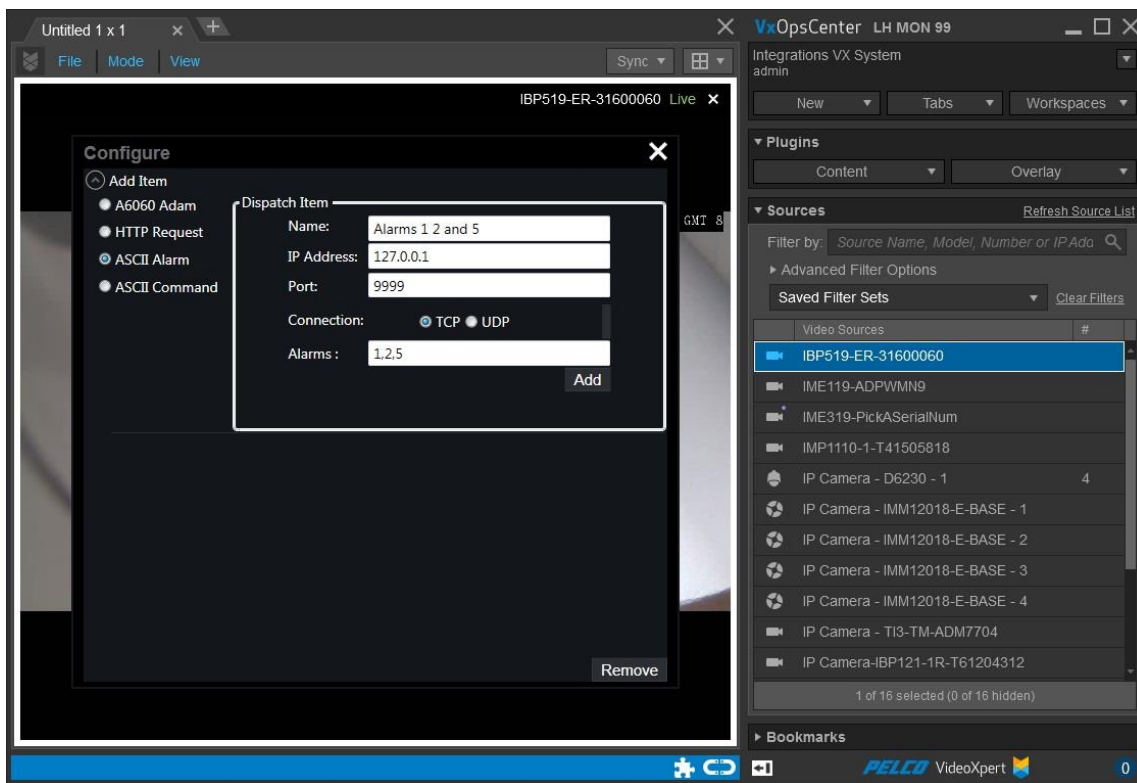 Untitled 1 x 1
File
Mode
View
Sync
IBP519-ER-31600060 Live
GMT 8
Configure
Add Item
A6060 Adam
HTTP Request
ASCII Alarm
ASCII Command
Dispatch Item
Name: Alarms 1 2 and 5
IP Address: 127.0.0.1
Port: 9999
Connection: TCP UDP
Alarms : 1,2,5
Add
Remove
VxOpsCenter LH MON 99
Integrations VX System
admin
New
Tabs
Workspaces
Plugins
Content
Overlay
Sources
Refresh Source List
Filter by: Source Name, Model, Number or IP Add
Advanced Filter Options
Saved Filter Sets
Clear Filters
Video Sources #
IBP519-ER-31600060
IME119-ADPWMN9
IME319-PickASerialNum
IMP1110-1-T41505818
IP Camera - D6230 - 1 4
IP Camera - IMM12018-E-BASE - 1
IP Camera - IMM12018-E-BASE - 2
IP Camera - IMM12018-E-BASE - 3
IP Camera - IMM12018-E-BASE - 4
IP Camera - TI3-TM-ADM7704
IP Camera-IBP121-1R-T61204312
1 of 16 selected (0 of 16 hidden)
Bookmarks
PELCO VideoXpert
0